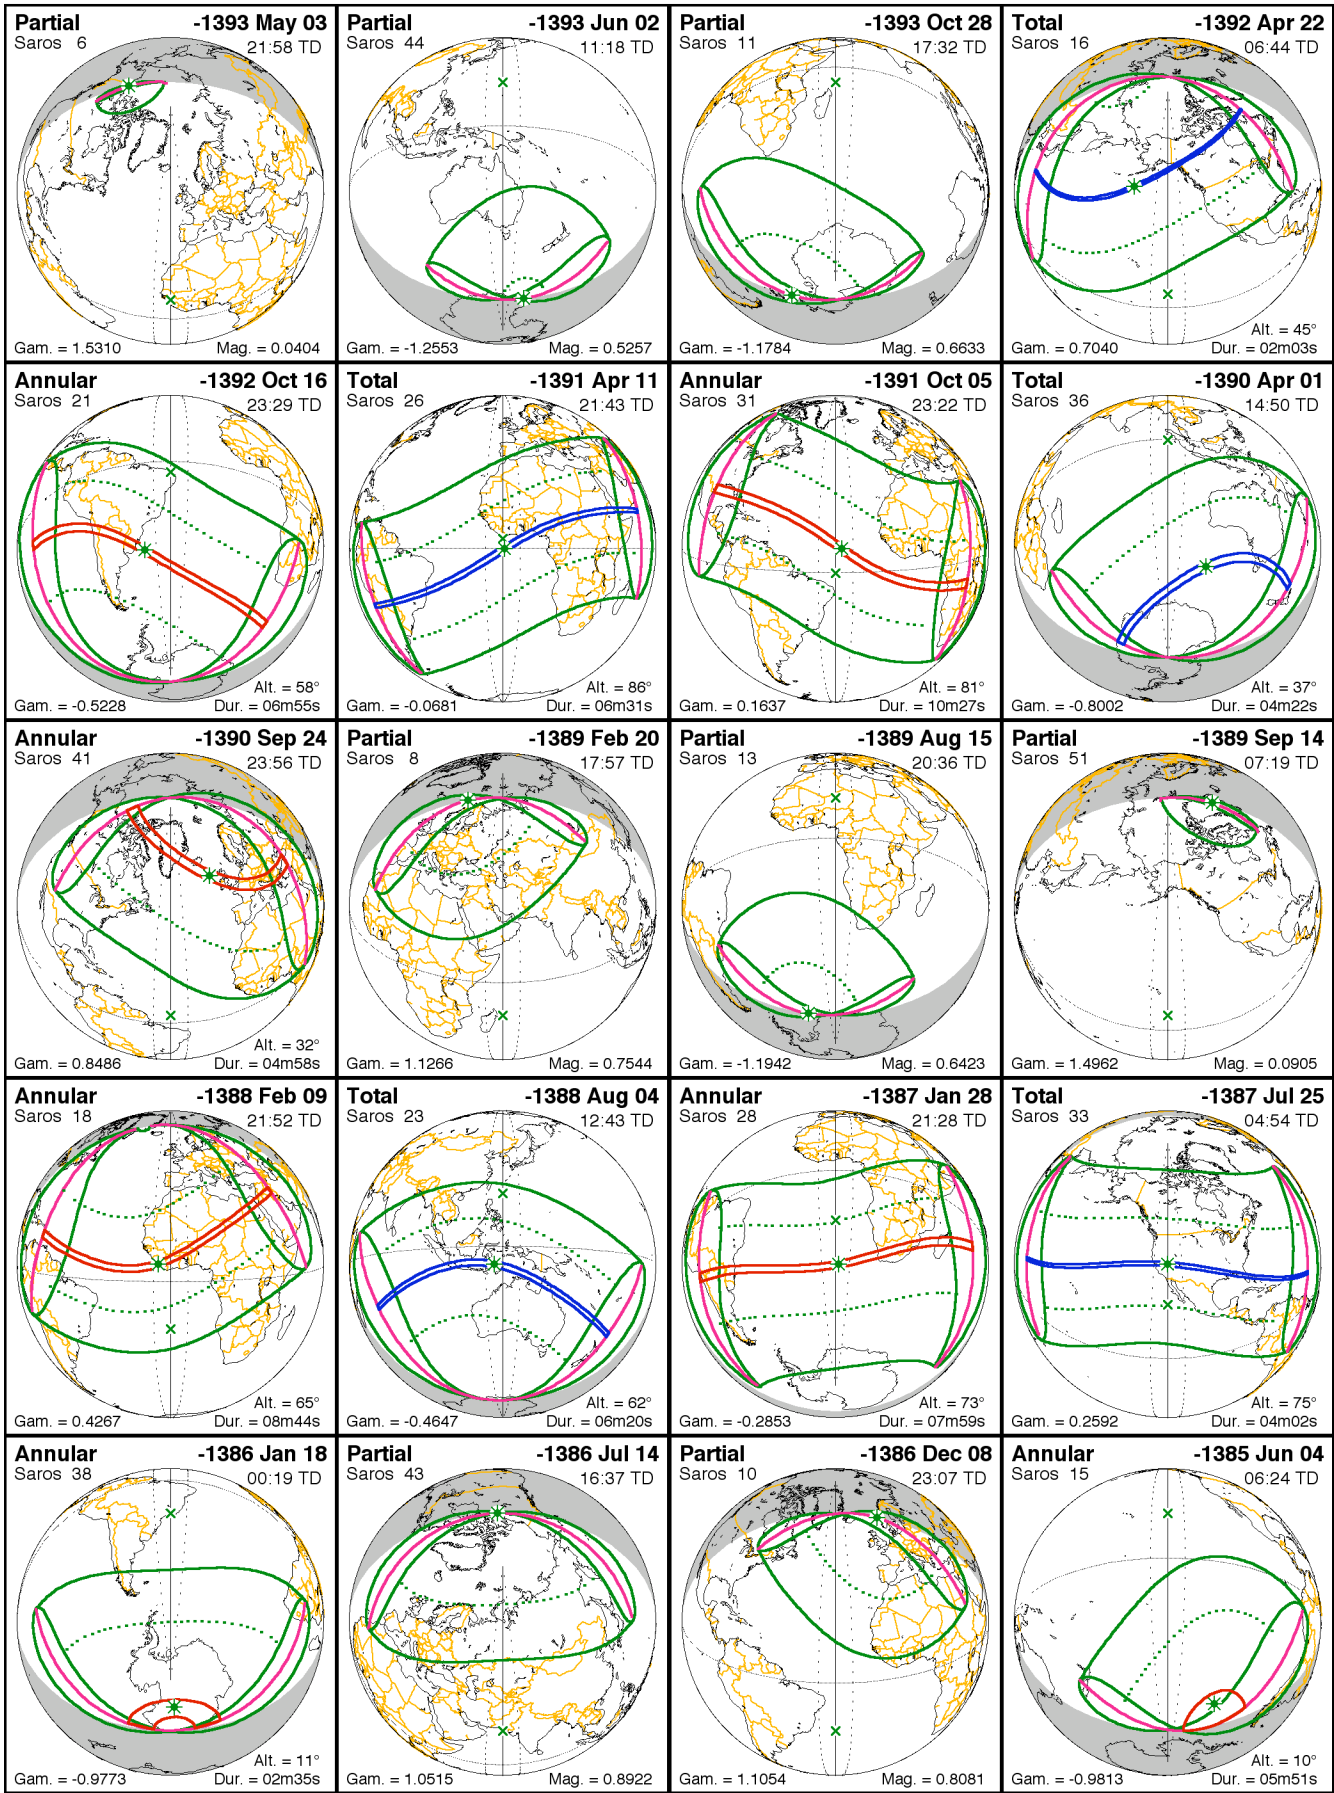 Partial -1393 May 03
Saros 6 21:58 TD
Gam. = 1.5310 Mag. = 0.0404
Partial -1393 Jun 02
Saros 44 11:18 TD
Gam. = -1.2553 Mag. = 0.5257
Partial -1393 Oct 28
Saros 11 17:32 TD
Gam. = -1.1784 Mag. = 0.6633
Total -1392 Apr 22
Saros 16 06:44 TD
Alt. = 45°
Gam. = 0.7040 Dur. = 02m03s
Annular -1392 Oct 16
Saros 21 23:29 TD
Alt. = 58°
Gam. = -0.5228 Dur. = 06m55s
Total -1391 Apr 11
Saros 26 21:43 TD
Alt. = 86°
Gam. = -0.0681 Dur. = 06m31s
Annular -1391 Oct 05
Saros 31 23:22 TD
Alt. = 81°
Gam. = 0.1637 Dur. = 10m27s
Total -1390 Apr 01
Saros 36 14:50 TD
Alt. = 37°
Gam. = -0.8002 Dur. = 04m22s
Annular -1390 Sep 24
Saros 41 23:56 TD
Alt. = 32°
Gam. = 0.8486 Dur. = 04m58s
Partial -1389 Feb 20
Saros 8 17:57 TD
Gam. = 1.1266 Mag. = 0.7544
Partial -1389 Aug 15
Saros 13 20:36 TD
Gam. = -1.1942 Mag. = 0.6423
Partial -1389 Sep 14
Saros 51 07:19 TD
Gam. = 1.4962 Mag. = 0.0905
Annular -1388 Feb 09
Saros 18 21:52 TD
Alt. = 65°
Gam. = 0.4267 Dur. = 08m44s
Total -1388 Aug 04
Saros 23 12:43 TD
Alt. = 62°
Gam. = -0.4647 Dur. = 06m20s
Annular -1387 Jan 28
Saros 28 21:28 TD
Alt. = 73°
Gam. = -0.2853 Dur. = 07m59s
Total -1387 Jul 25
Saros 33 04:54 TD
Alt. = 75°
Gam. = 0.2592 Dur. = 04m02s
Annular -1386 Jan 18
Saros 38 00:19 TD
Alt. = 11°
Gam. = -0.9773 Dur. = 02m35s
Partial -1386 Jul 14
Saros 43 16:37 TD
Gam. = 1.0515 Mag. = 0.8922
Partial -1386 Dec 08
Saros 10 23:07 TD
Gam. = 1.1054 Mag. = 0.8081
Annular -1385 Jun 04
Saros 15 06:24 TD
Alt. = 10°
Gam. = -0.9813 Dur. = 05m51s